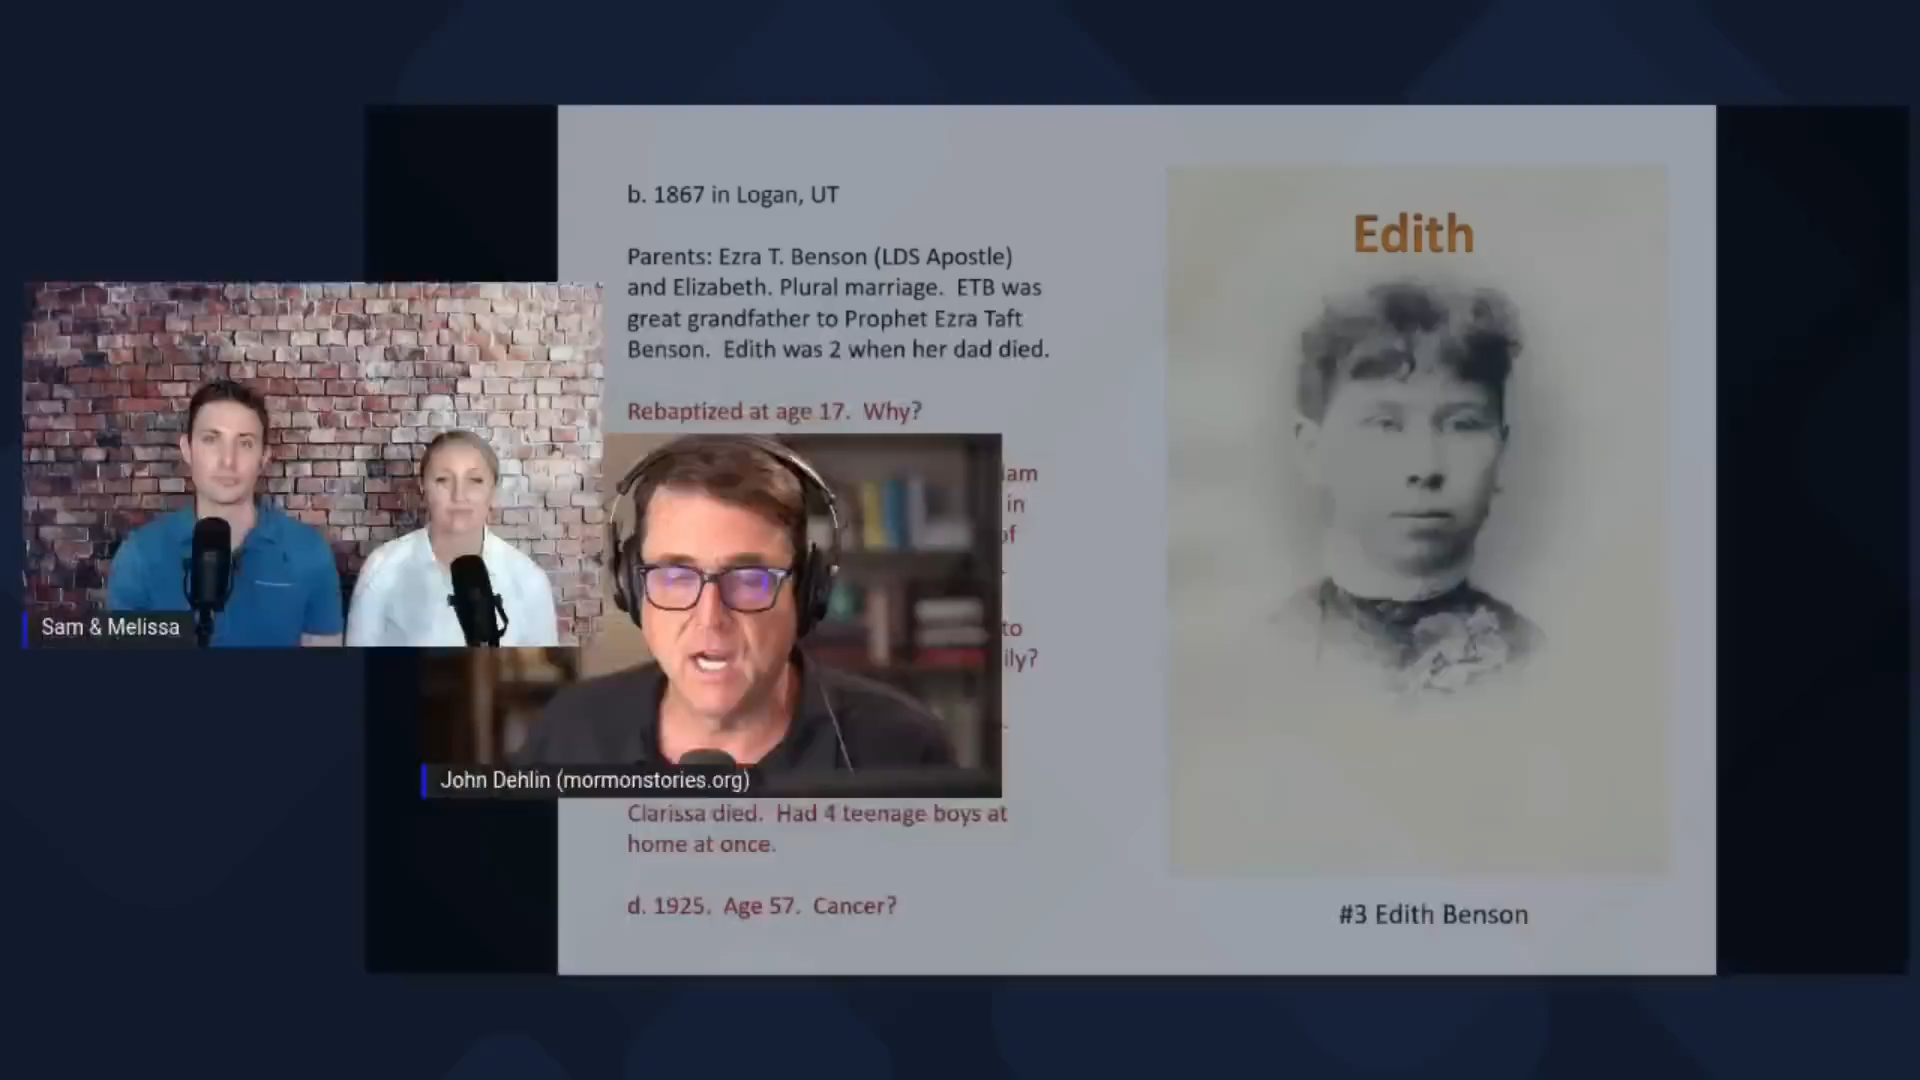 b. 1867 in Logan, UT
Parents: Ezra T. Benson (LDS Apostle)
and Elizabeth. Plural marriage. ETB was
great grandfather to Prophet Ezra Taft
Benson. Edith was 2 when her dad died.
Rebaptized at age 17. Why?
in
to
Clarissa died. Had 4 teenage boys at
home at once.
d. 1925. Age 57. Cancer?
Edith
#3 Edith Benson
Sam & Melissa
John Dehlin (mormonstories.org)